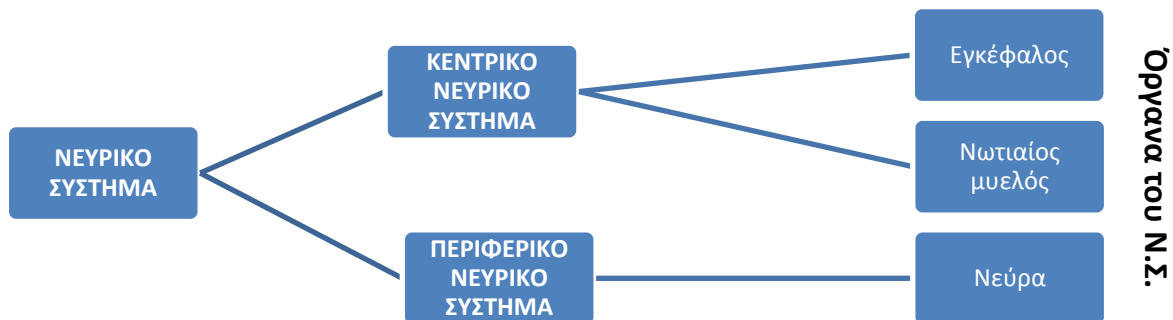 ΝΕΥΡΙΚΟ
ΣΥΣΤΗΜΑ
ΚΕΝΤΡΙΚΟ
ΝΕΥΡΙΚΟ
ΣΥΣΤΗΜΑ
Εγκέφαλος
Νωτιαίος
μυελός
ΠΕΡΙΦΕΡΙΚΟ
ΝΕΥΡΙΚΟ
ΣΥΣΤΗΜΑ
Νεύρα
Όργανα του Ν.Σ.